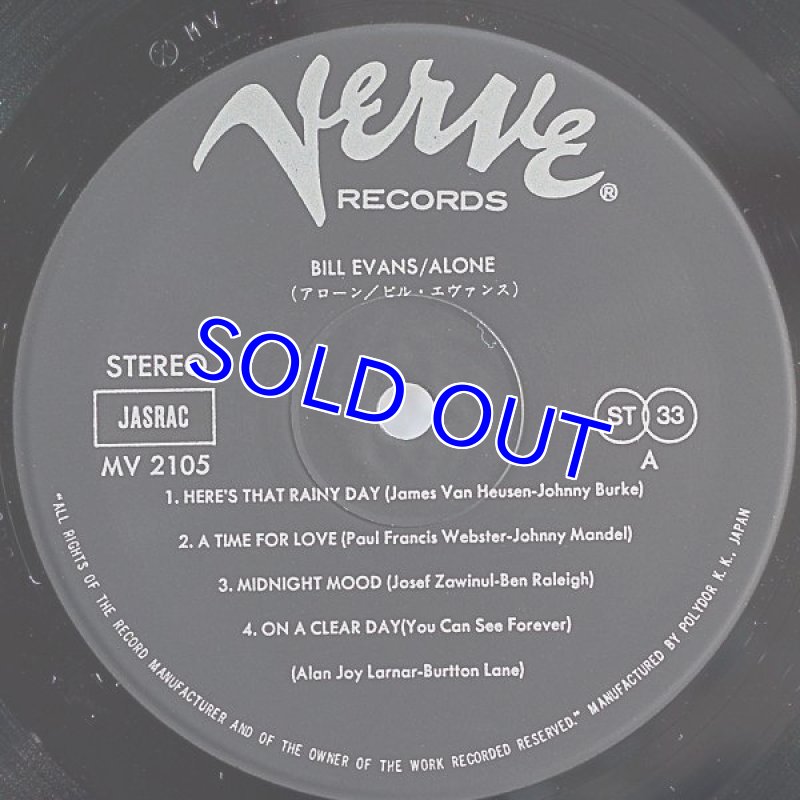 MV
Verve®
RECORDS
BILL EVANS/ALONE
(アローン/ビル・エヴァンス)
STEREO
JASRAC
MV 2105
ST 33
A
SOLD OUT
1. HERE'S THAT RAINY DAY (James Van Heusen-Johnny Burke)
2. A TIME FOR LOVE (Paul Francis Webster-Johnny Mandel)
3. MIDNIGHT MOOD (Josef Zawinul-Ben Raleigh)
4. ON A CLEAR DAY(You Can See Forever)
(Alan Joy Larnar-Burtton Lane)
"ALL RIGHTS OF THE RECORD MANUFACTURER AND OF THE OWNER OF THE WORK RECORDED RESERVED." MANUFACTURED BY POLYDOR K. K., JAPAN